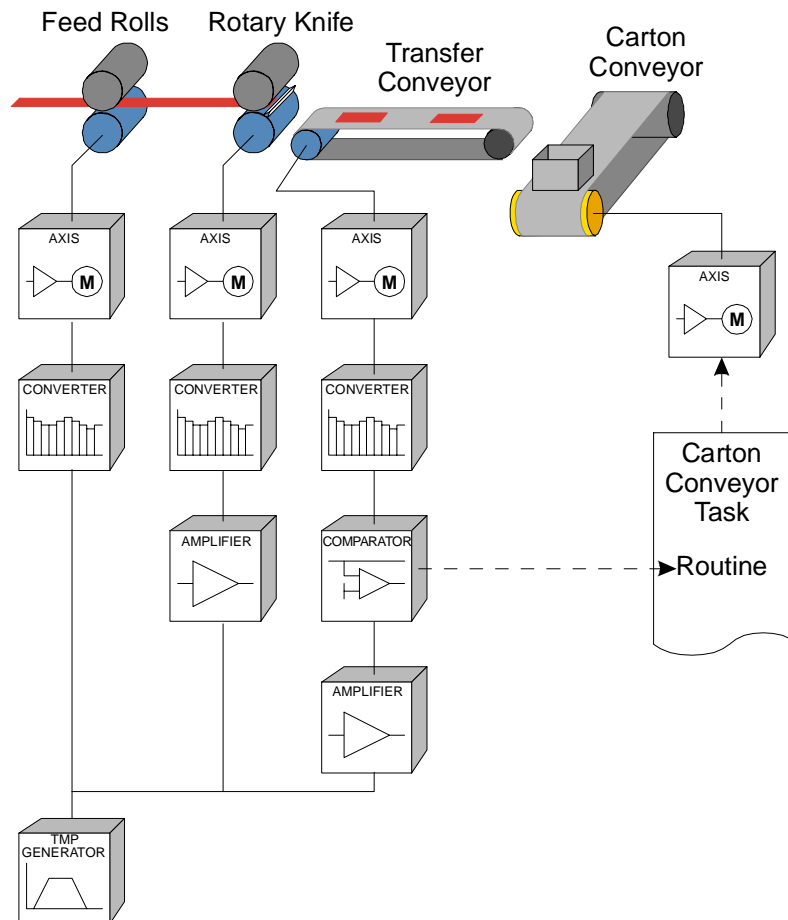 Feed Rolls
Rotary Knife
Transfer
Conveyor
Carton
Conveyor
AXIS
M
AXIS
M
AXIS
M
AXIS
M
CONVERTER
CONVERTER
CONVERTER
Carton
Conveyor
Task
Routine
AMPLIFIER
COMPARATOR
AMPLIFIER
TMP
GENERATOR